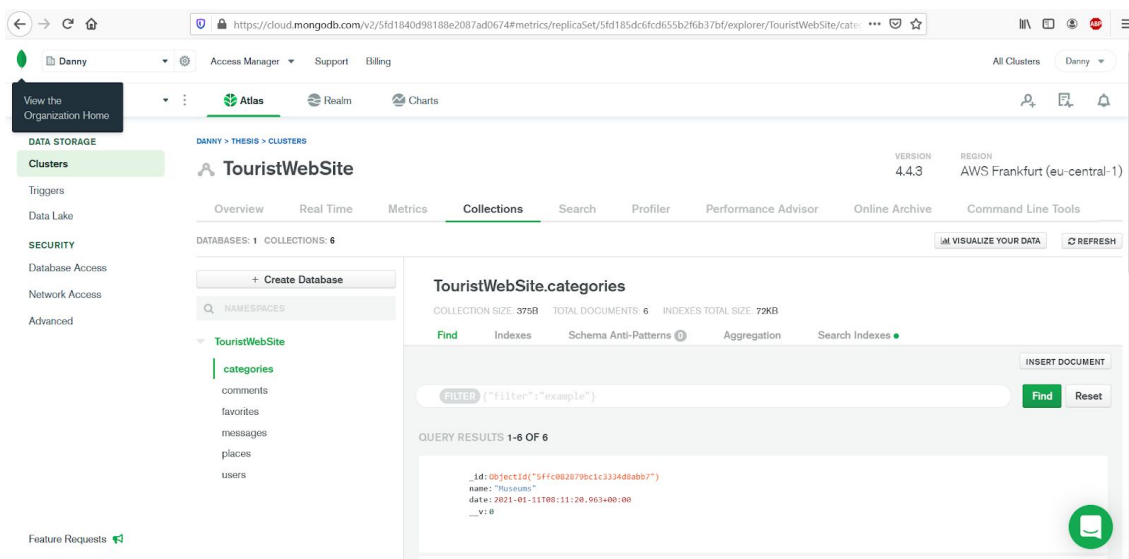 https://cloud.mongodb.com/v2/5fd1840d98188e2087ad0674#metrics/replicaSet/5fd185dc6fcd655b2f6b37bf/explorer/TouristWebSite/cate
ABP
Danny Access Manager Support Billing All Clusters Danny
View the
Organization Home
Atlas Realm Charts
DATA STORAGE
Clusters
Triggers
Data Lake
SECURITY
Database Access
Network Access
Advanced
Feature Requests
DANNY > THESIS > CLUSTERS
TouristWebSite
VERSION
4.4.3
REGION
AWS Frankfurt (eu-central-1)
Overview Real Time Metrics Collections Search Profiler Performance Advisor Online Archive Command Line Tools
DATABASES: 1 COLLECTIONS: 6
VISUALIZE YOUR DATA REFRESH
+ Create Database
NAMESPACES
TouristWebSite
categories
comments
favorites
messages
places
users
TouristWebSite.categories
COLLECTION SIZE: 375B TOTAL DOCUMENTS: 6 INDEXES TOTAL SIZE: 72KB
Find Indexes Schema Anti-Patterns 0 Aggregation Search Indexes
INSERT DOCUMENT
FILTER {"filter":"example"}
Find Reset
QUERY RESULTS 1-6 OF 6
_id:ObjectId("5ffc082879bc1c3334d8abb7")
name:"Museums"
date:2021-01-11T08:11:20.963+00:00
__v:0